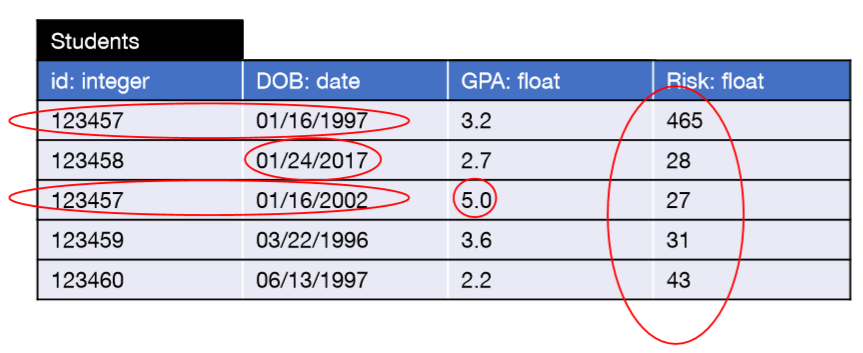 Students
id: integer DOB: date GPA: float Risk: float
123457 01/16/1997 3.2 465
123458 01/24/2017 2.7 28
123457 01/16/2002 5.0 27
123459 03/22/1996 3.6 31
123460 06/13/1997 2.2 43